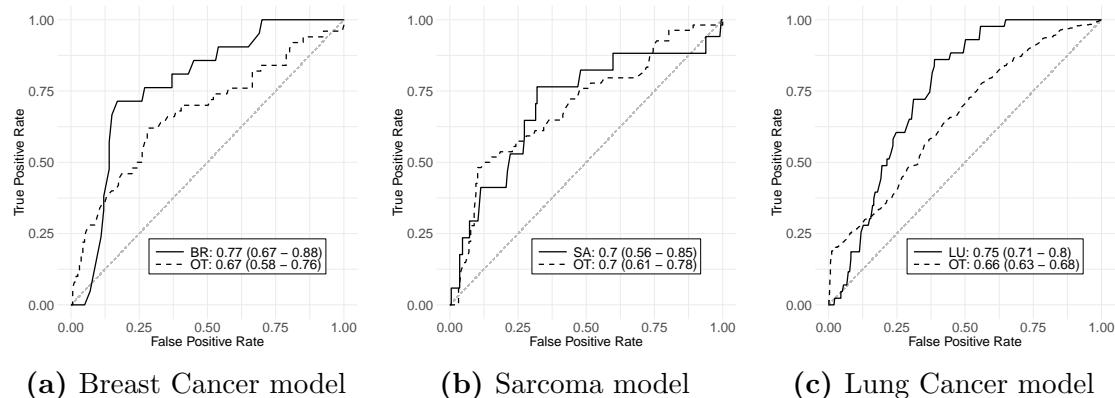 1.00
0.75
0.50
0.25
0.00
True Positive Rate
BR: 0.77 (0.67 − 0.88)
OT: 0.67 (0.58 − 0.76)
0.00 0.25 0.50 0.75 1.00
False Positive Rate
(a) Breast Cancer model
1.00
0.75
0.50
0.25
0.00
True Positive Rate
SA: 0.7 (0.56 − 0.85)
OT: 0.7 (0.61 − 0.78)
0.00 0.25 0.50 0.75 1.00
False Positive Rate
(b) Sarcoma model
1.00
0.75
0.50
0.25
0.00
True Positive Rate
LU: 0.75 (0.71 − 0.8)
OT: 0.66 (0.63 − 0.68)
0.00 0.25 0.50 0.75 1.00
False Positive Rate
(c) Lung Cancer model